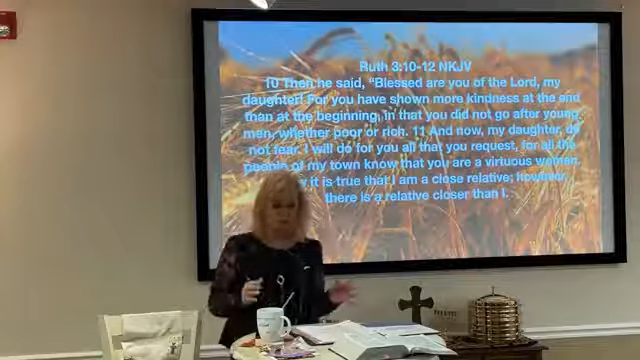 Ruth 3:10-12 NKJV
10 Then he said, "Blessed are you of the Lord, my
daughter! For you have shown more kindness at the end
than at the beginning, in that you did not go after young
men, whether poor or rich. 11 And now, my daughter, do
not fear. I will do for you all that you request, for all the
people of my town know that you are a virtuous woman.
it is true that I am a close relative; however,
there is a relative closer than I.